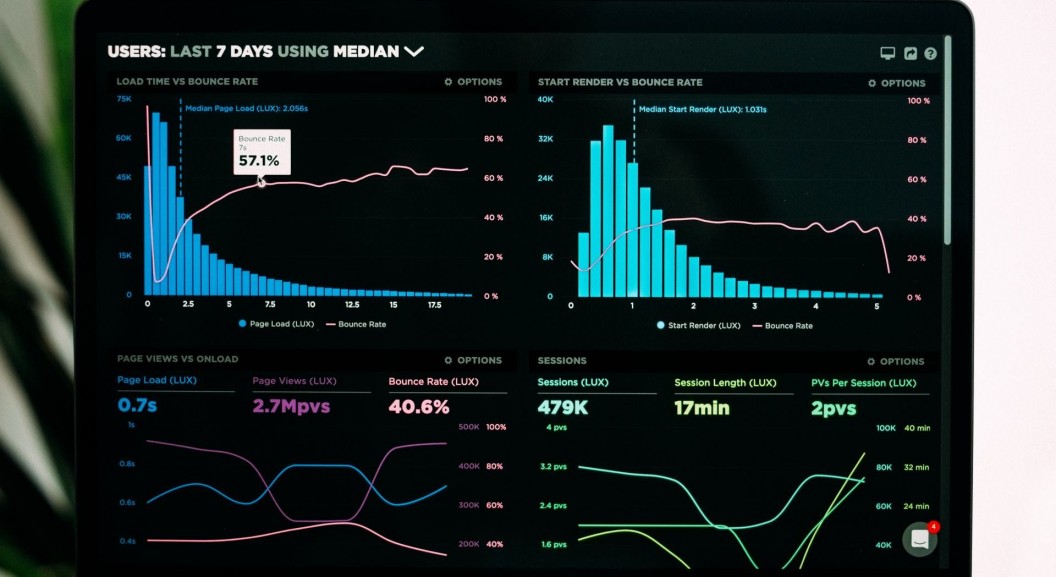 USERS: LAST 7 DAYS USING MEDIAN
LOAD TIME VS BOUNCE RATE
OPTIONS
75K
100 %
Median Page Load (LUX): 2.056s
60K
80 %
Bounce Rate
7s
57.1%
45K
60 %
30K
40 %
15K
20 %
0
0 %
0 2.5 5 7.5 10 12.5 15 17.5
Page Load (LUX) Bounce Rate
START RENDER VS BOUNCE RATE
OPTIONS
40K
100 %
Median Start Render (LUX): 1.031s
32K
80 %
24K
60 %
16K
40 %
8K
20 %
0
0 %
0 1 2 3 4 5
Start Render (LUX) Bounce Rate
PAGE VIEWS VS ONLOAD
OPTIONS
Page Load (LUX) Page Views (LUX) Bounce Rate (LUX)
0.7s 2.7Mpvs 40.6%
1s 500K 100%
0.8s 400K 80%
0.6s 300K 60%
0.4s 200K 40%
SESSIONS
OPTIONS
Sessions (LUX) Session Length (LUX) PVs Per Session (LUX)
479K 17min 2pvs
4 pvs 100K 40 min
3.2 pvs 80K 32 min
2.4 pvs 60K 24 min
1.6 pvs 40K
4